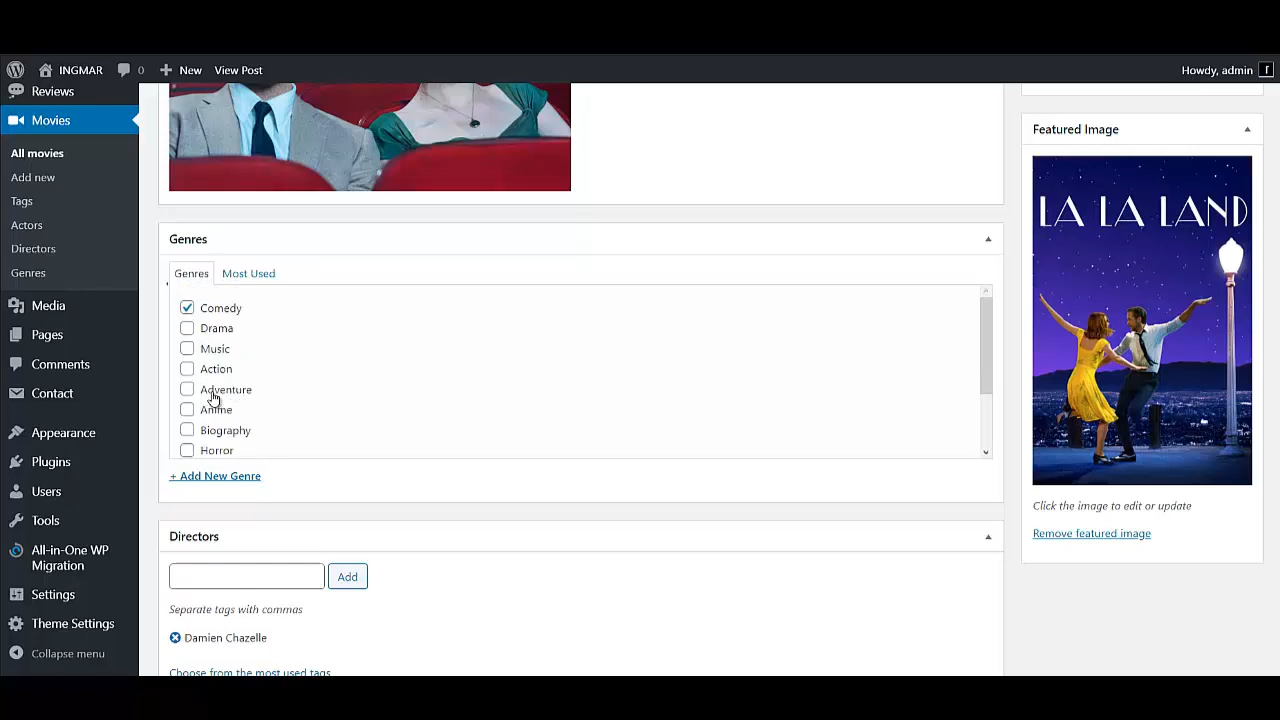 INGMAR
0
New
View Post
Howdy, admin
r
Reviews
Movies
All movies
Add new
Tags
Actors
Directors
Genres
Media
Pages
Comments
Contact
Appearance
Plugins
Users
Tools
All-in-One WP
Migration
Settings
Theme Settings
Collapse menu
Genres
Genres
Most Used
Comedy
Drama
Music
Action
Adventure
Anime
Biography
Horror
+ Add New Genre
Directors
Add
Separate tags with commas
Damien Chazelle
Choose from the most used tags
Featured Image
LA LA LAND
Click the image to edit or update
Remove featured image